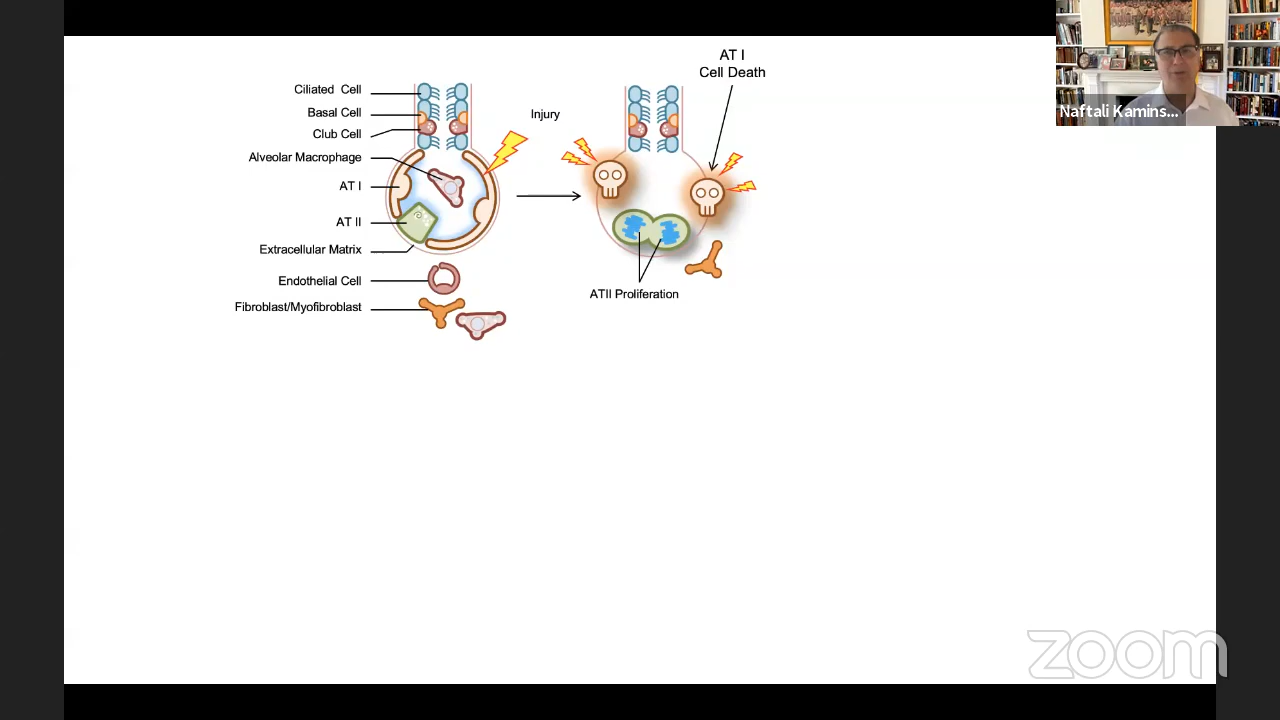 AT I
Cell Death
Ciliated Cell
Basal Cell
Club Cell
Alveolar Macrophage
AT I
AT II
Extracellular Matrix
Endothelial Cell
Fibroblast/Myofibroblast
Injury
ATII Proliferation
Naftali Kamins...
zoom